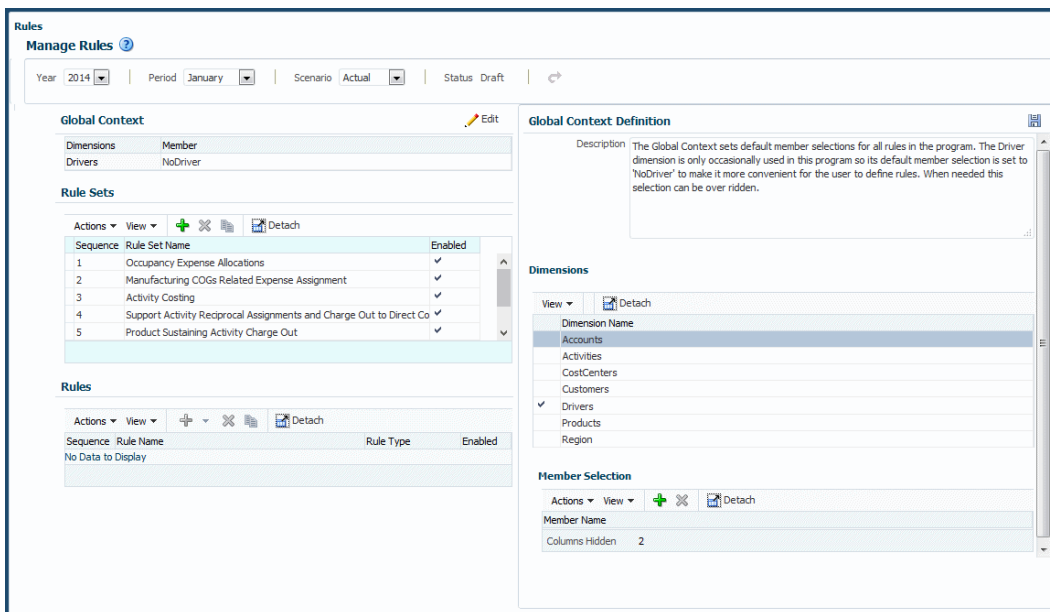 Rules
Manage Rules ?
Year 2014 Period January Scenario Actual Status Draft
Global Context Edit
Dimensions Member
Drivers NoDriver
Rule Sets
Actions View Detach
Sequence Rule Set Name Enabled
1 Occupancy Expense Allocations
2 Manufacturing COGs Related Expense Assignment
3 Activity Costing
4 Support Activity Reciprocal Assignments and Charge Out to Direct Co
5 Product Sustaining Activity Charge Out
Rules
Actions View Detach
Sequence Rule Name Rule Type Enabled
No Data to Display
Global Context Definition
Description The Global Context sets default member selections for all rules in the program. The Driver
dimension is only occasionally used in this program so its default member selection is set to
'NoDriver' to make it more convenient for the user to define rules. When needed this
selection can be over ridden.
Dimensions
View Detach
Dimension Name
Accounts
Activities
CostCenters
Customers
Drivers
Products
Region
Member Selection
Actions View Detach
Member Name
Columns Hidden 2